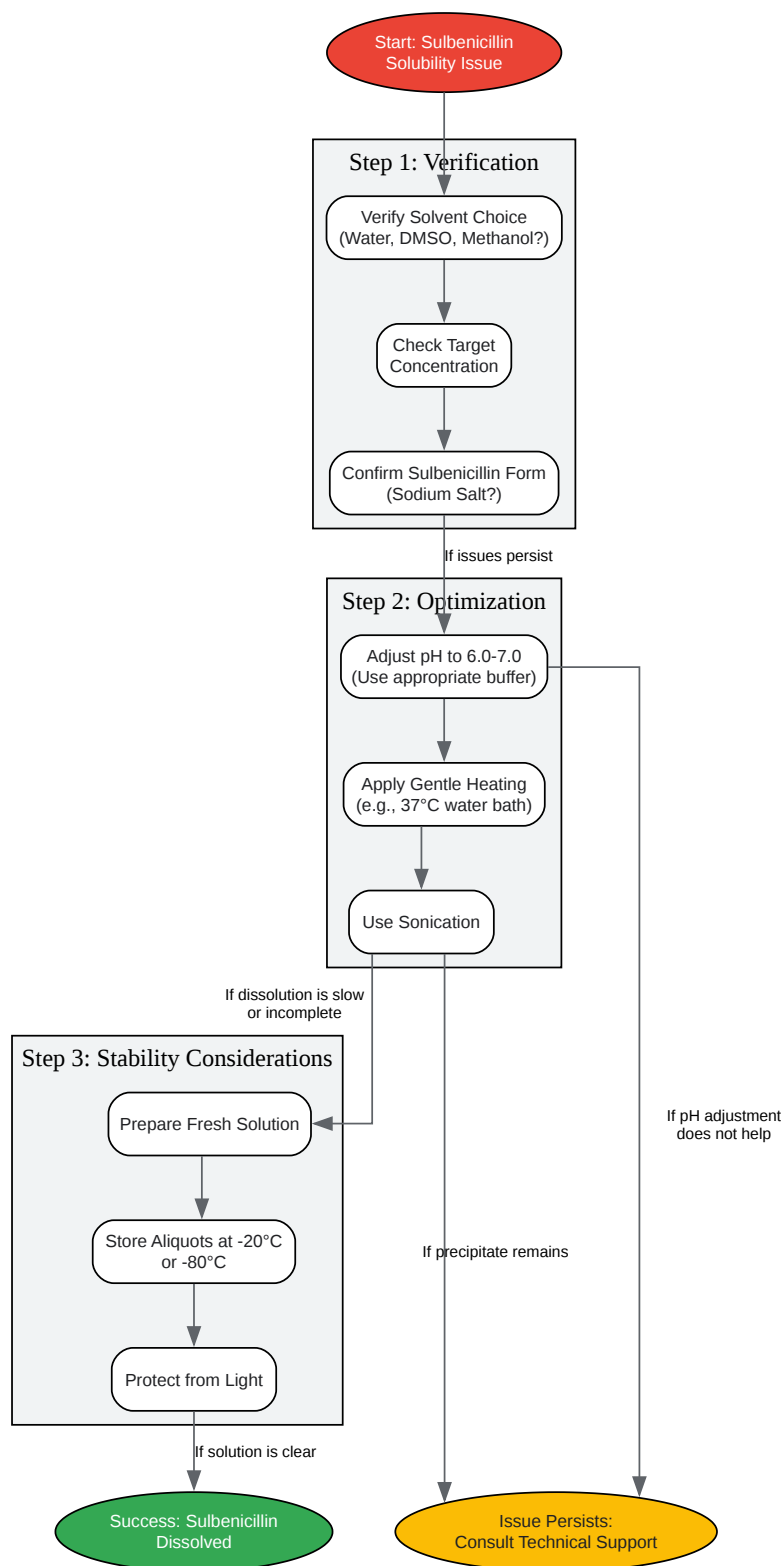 Start: Sulbenicillin
Solubility Issue
Step 1: Verification
Verify Solvent Choice
(Water, DMSO, Methanol?)
Check Target
Concentration
Confirm Sulbenicillin Form
(Sodium Salt?)
If issues persist
Step 2: Optimization
Adjust pH to 6.0-7.0
(Use appropriate buffer)
Apply Gentle Heating
(e.g., 37°C water bath)
Use Sonication
If dissolution is slow
or incomplete
Step 3: Stability Considerations
Prepare Fresh Solution
If pH adjustment
does not help
Store Aliquots at -20°C
or -80°C
If precipitate remains
Protect from Light
If solution is clear
Success: Sulbenicillin
Dissolved
Issue Persists:
Consult Technical Support